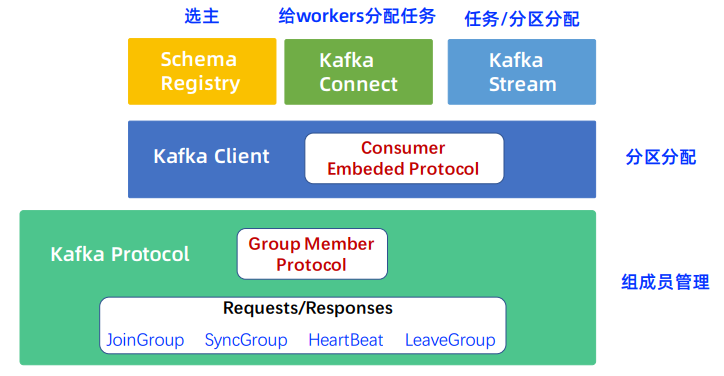 选主
给workers分配任务
任务/分区分配
Schema
Registry
Kafka
Connect
Kafka
Stream
Kafka Client
Consumer
Embeded Protocol
分区分配
Kafka Protocol
Group Member
Protocol
组成员管理
Requests/Responses
JoinGroup SyncGroup HeartBeat LeaveGroup